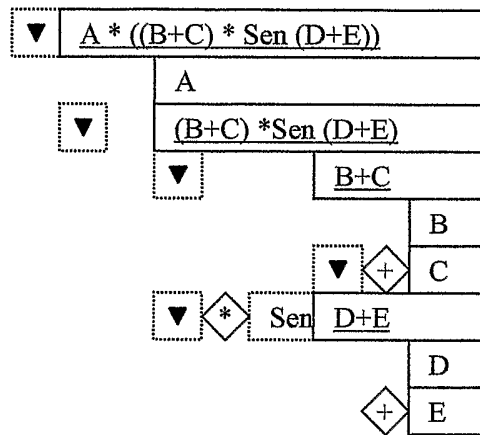 ▼ A * ((B+C) * Sen (D+E))
A
▼ (B+C) *Sen (D+E)
▼ B+C
B
▼ + C
▼ * Sen D+E
D
+ E